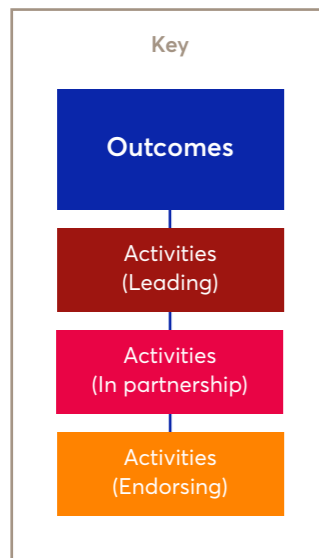 Key
Outcomes
Activities
(Leading)
Activities
(In partnership)
Activities
(Endorsing)